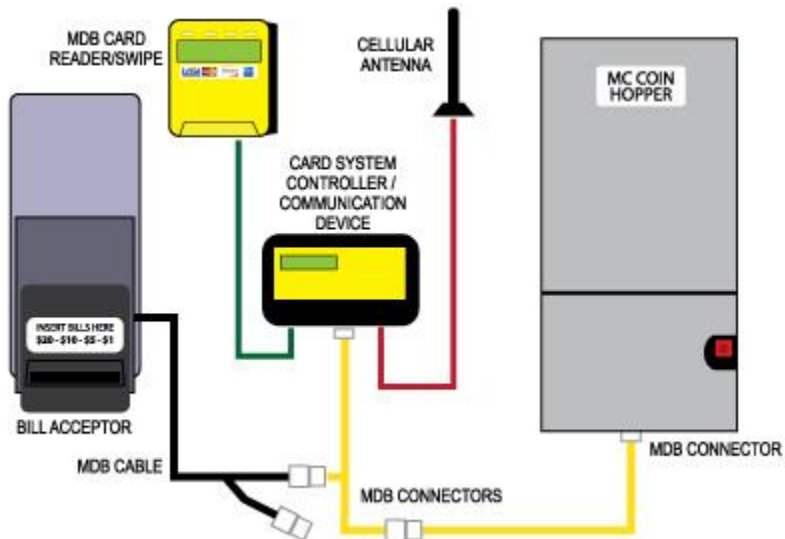 MDB CARD
READER/SWIPE
CELLULAR
ANTENNA
MC COIN
HOPPER
CARD SYSTEM
CONTROLLER /
COMMUNICATION
DEVICE
INSERT BILLS HERE
$20 - $10 - $5 - $1
BILL ACCEPTOR
MDB CABLE
MDB CONNECTORS
MDB CONNECTOR